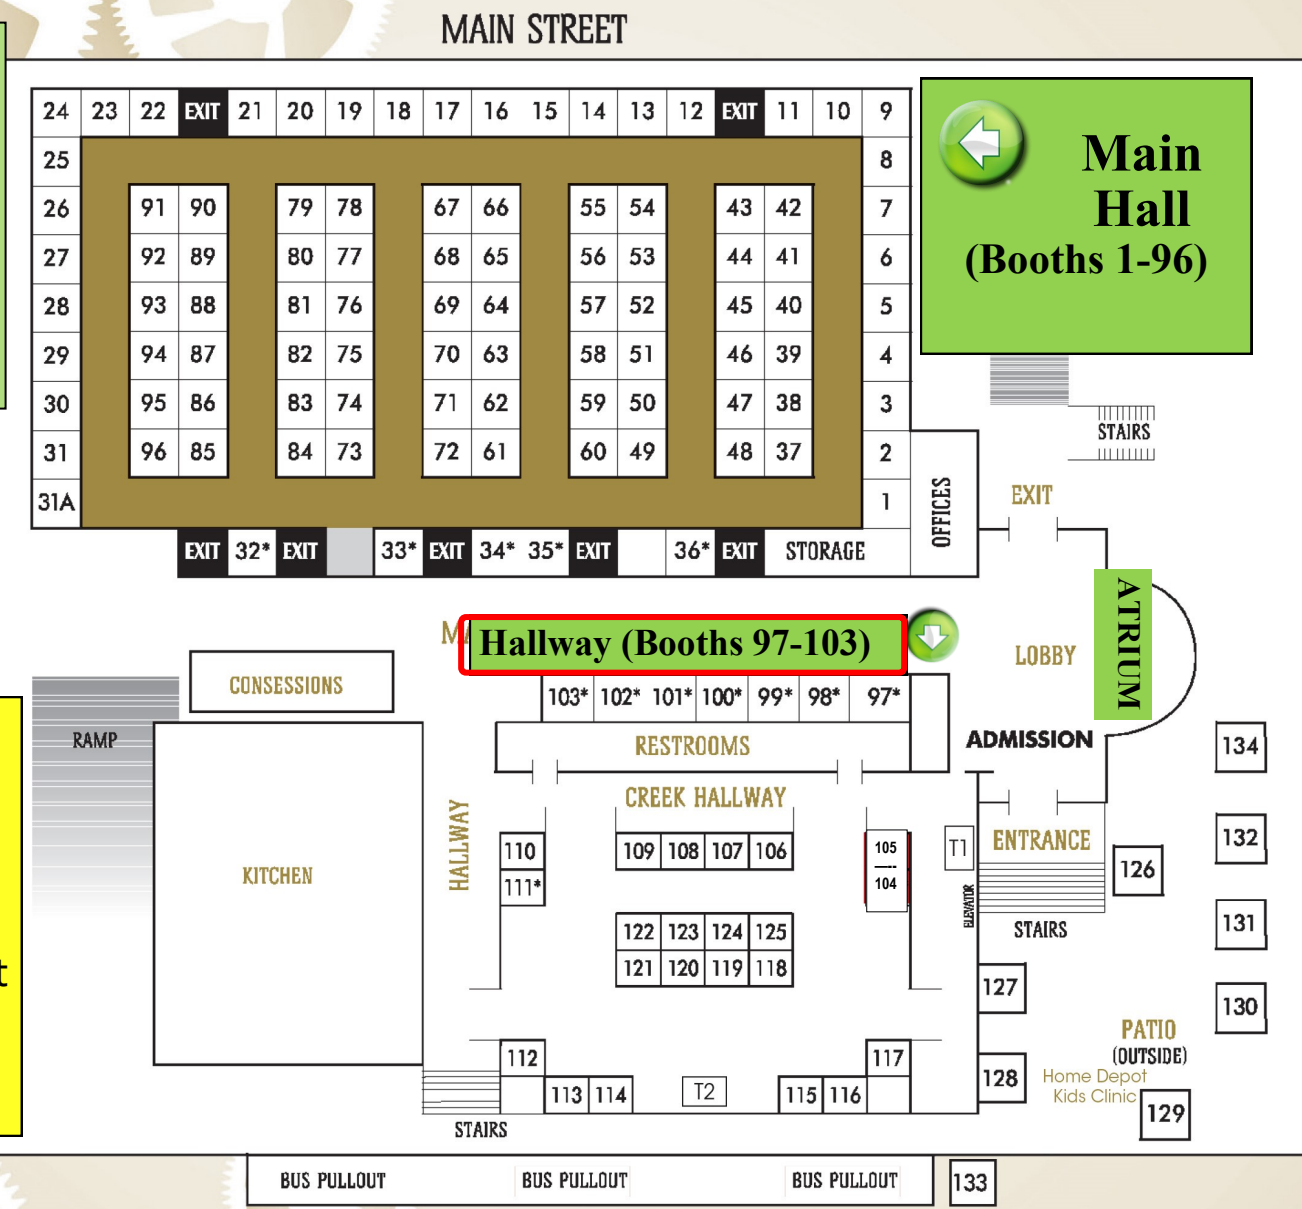 MAIN STREET
24 23 22 EXIT 21 20 19 18 17 16 15 14 13 12 EXIT 11 10 9
25 8
26 91 90 79 78 67 66 55 54 43 42 7
27 92 89 80 77 68 65 56 53 44 41 6
28 93 88 81 76 69 64 57 52 45 40 5
29 94 87 82 75 70 63 58 51 46 39 4
30 95 86 83 74 71 62 59 50 47 38 3
31 96 85 84 73 72 61 60 49 48 37 2
31A 1
EXIT 32* EXIT 33* EXIT 34* 35* EXIT 36* EXIT STORAGE
Main
Hall
(Booths 1-96)
STAIRS
OFFICES
EXIT
ATRIUM
LOBBY
Hallway (Booths 97-103)
CONSESSIONS
103* 102* 101* 100* 99* 98* 97*
RAMP
RESTROOMS
ADMISSION
134
CREEK HALLWAY
HALLWAY
KITCHEN
110
111*
109 108 107 106
105
104
T1
ENTRANCE
ELEVATOR
STAIRS
126
132
131
130
122 123 124 125
121 120 119 118
127
PATIO
(OUTSIDE)
Home Depot
Kids Clinic
128
129
112
117
113 114
T2
115 116
STAIRS
BUS PULLOUT BUS PULLOUT BUS PULLOUT
133